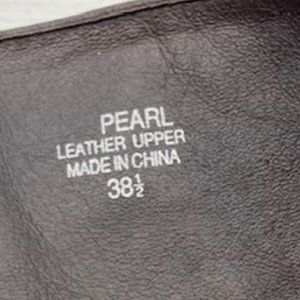 PEARL
LEATHER UPPER
MADE IN CHINA
38½